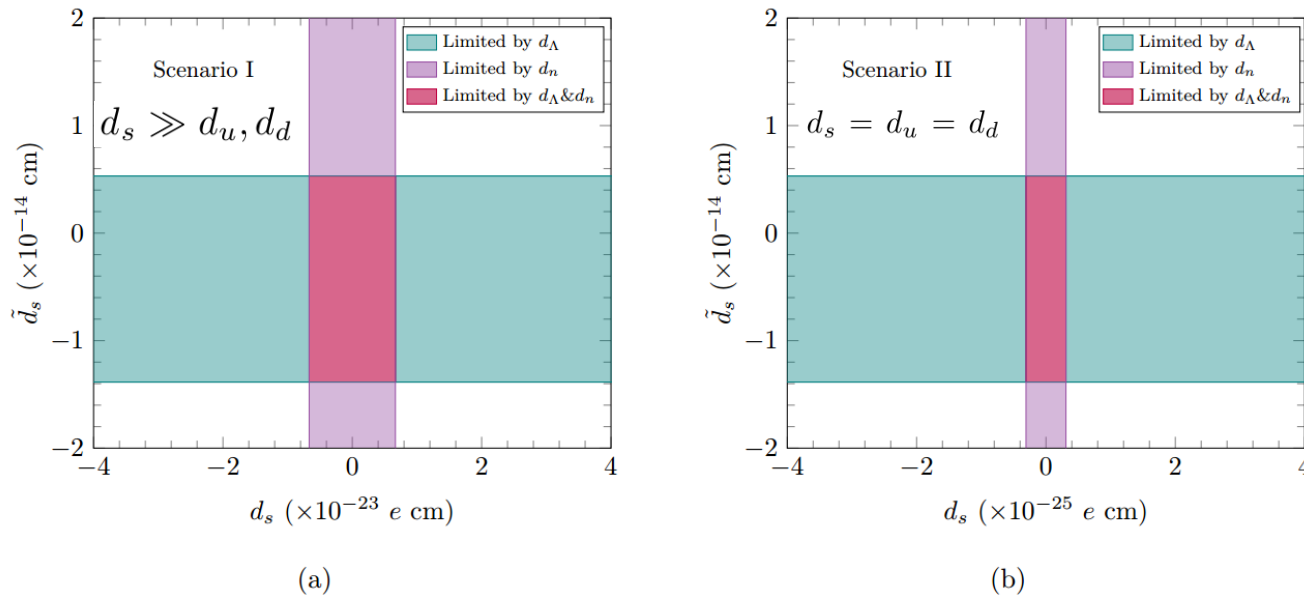 2
1
0
−1
−2
−4
−2
0
2
4
d̃_s (×10⁻¹⁴ cm)
d_s (×10⁻²³ e cm)
Scenario I
d_s ≫ d_u, d_d
Limited by d_Λ
Limited by d_n
Limited by d_Λ&d_n
(a)
2
1
0
−1
−2
−4
−2
0
2
4
d̃_s (×10⁻¹⁴ cm)
d_s (×10⁻²⁵ e cm)
Scenario II
d_s = d_u = d_d
Limited by d_Λ
Limited by d_n
Limited by d_Λ&d_n
(b)